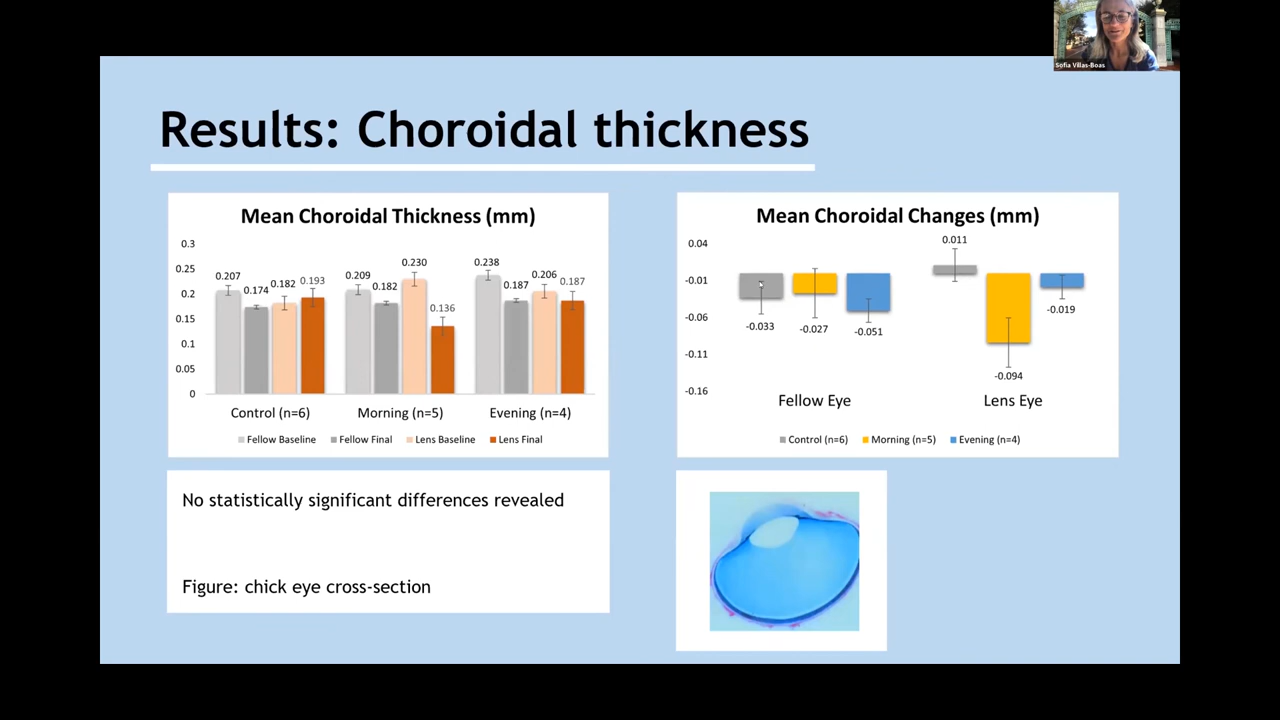 Sofia Villas-Boas
Results: Choroidal thickness
Mean Choroidal Thickness (mm)
0.3
0.25
0.2
0.15
0.1
0.05
0
0.207
0.174
0.182
0.193
0.209
0.182
0.230
0.136
0.238
0.187
0.206
0.187
Control (n=6)
Morning (n=5)
Evening (n=4)
Fellow Baseline
Fellow Final
Lens Baseline
Lens Final
Mean Choroidal Changes (mm)
0.04
-0.01
-0.06
-0.11
-0.16
-0.033
-0.027
-0.051
0.011
-0.094
-0.019
Fellow Eye
Lens Eye
Control (n=6)
Morning (n=5)
Evening (n=4)
No statistically significant differences revealed
Figure: chick eye cross-section